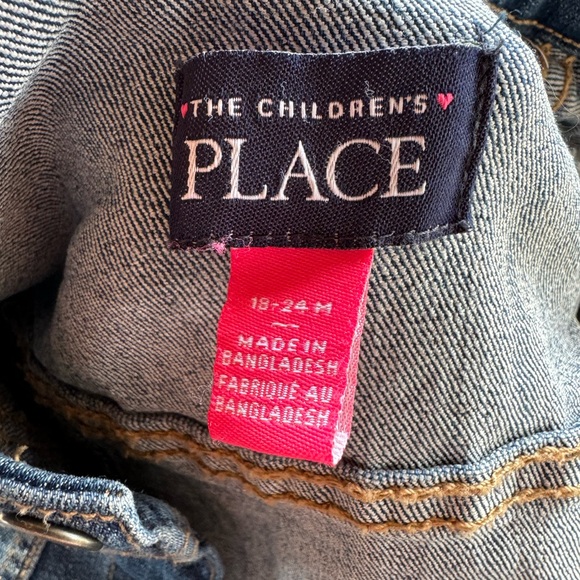 THE CHILDREN'S
PLACE
18-24 M
MADE IN
BANGLADESH
FABRIQUÉ AU
BANGLADESH